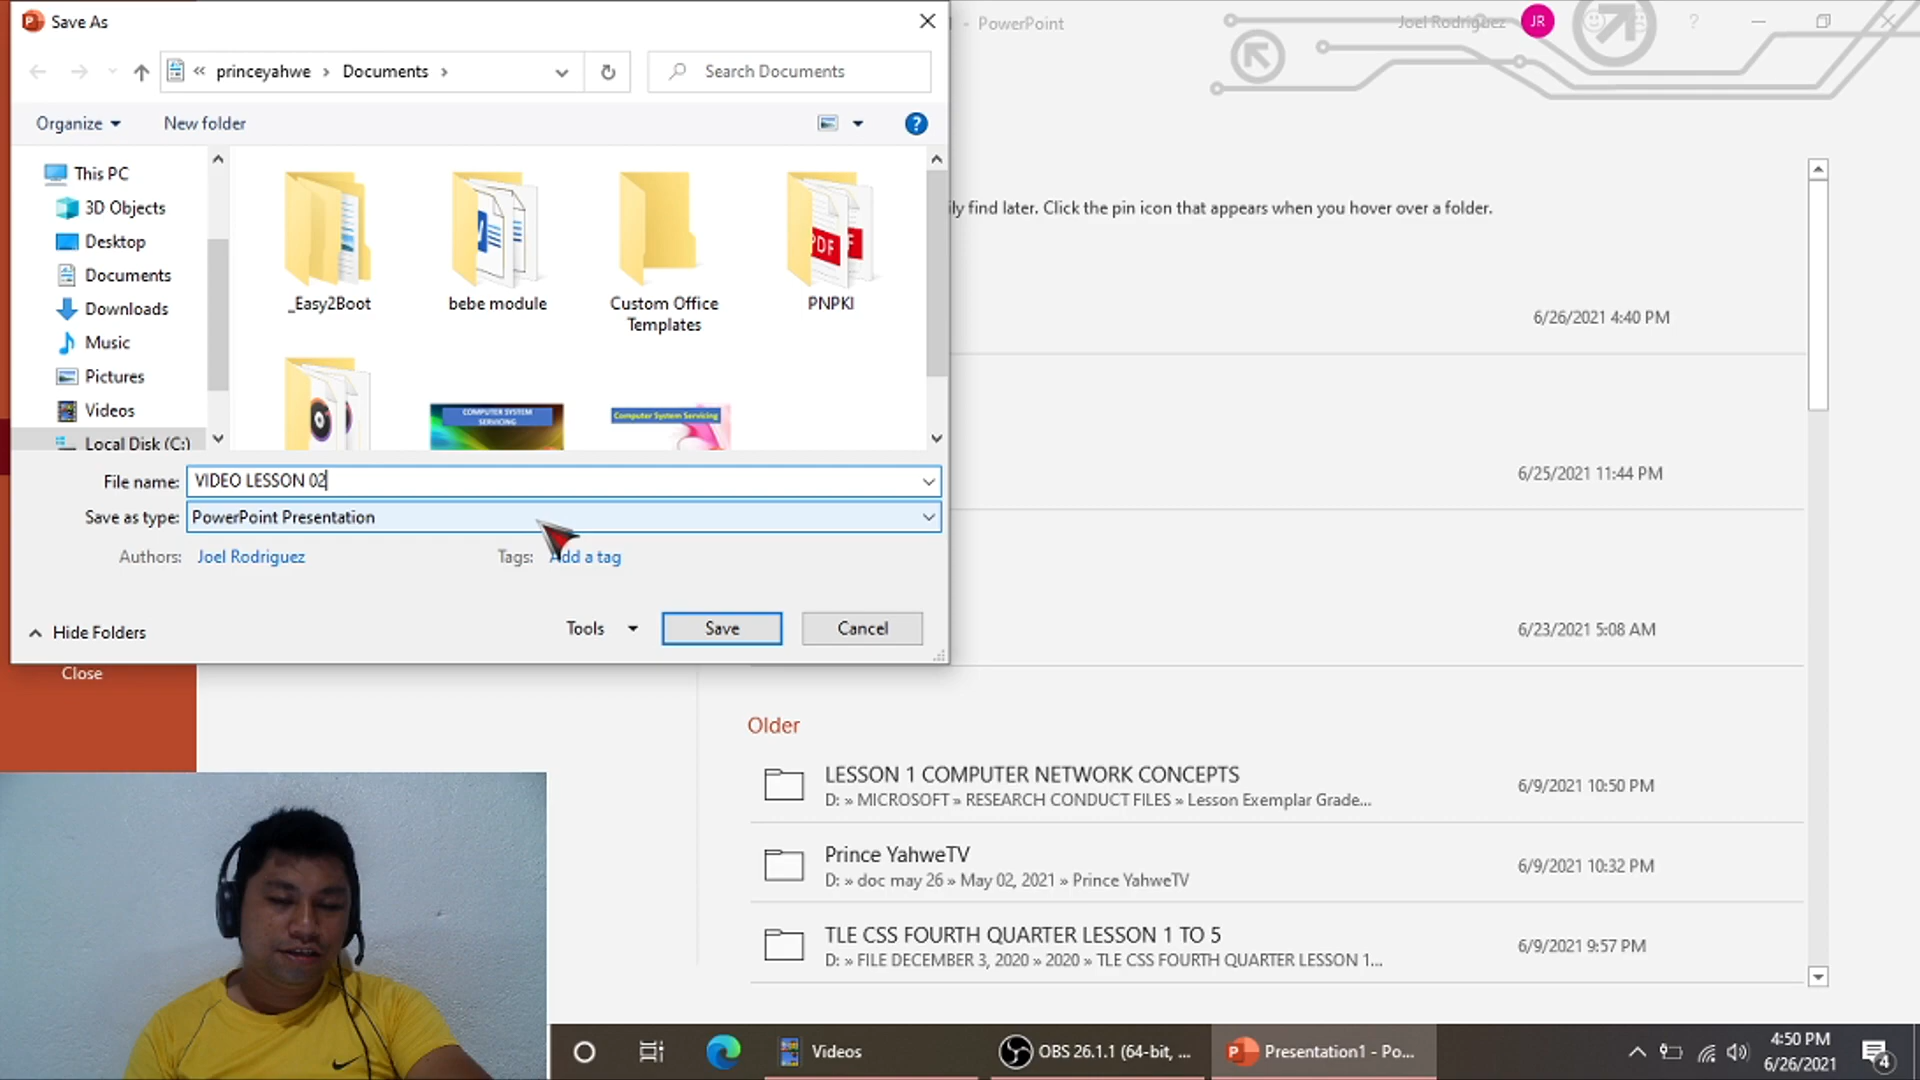 Save As
- PowerPoint
Joel Rodriguez
JR
?
« princeyahwe › Documents ›
Search Documents
Organize
New folder
?
This PC
3D Objects
Desktop
Documents
Downloads
Music
Pictures
Videos
Local Disk (C:)
_Easy2Boot
bebe module
Custom Office
Templates
PDF
PNPKI
COMPUTER SYSTEM
SERVICING
Computer System Servicing
File name:
VIDEO LESSON 02
Save as type:
PowerPoint Presentation
Authors:
Joel Rodriguez
Tags:
Add a tag
Hide Folders
Tools
Save
Cancel
find later. Click the pin icon that appears when you hover over a folder.
6/26/2021 4:40 PM
6/25/2021 11:44 PM
6/23/2021 5:08 AM
Close
Older
LESSON 1 COMPUTER NETWORK CONCEPTS
D: » MICROSOFT » RESEARCH CONDUCT FILES » Lesson Exemplar Grade...
6/9/2021 10:50 PM
Prince YahweTV
D: » doc may 26 » May 02, 2021 » Prince YahweTV
6/9/2021 10:32 PM
TLE CSS FOURTH QUARTER LESSON 1 TO 5
D: » FILE DECEMBER 3, 2020 » 2020 » TLE CSS FOURTH QUARTER LESSON 1...
6/9/2021 9:57 PM
Videos
OBS 26.1.1 (64-bit, ...
Presentation1 - Po...
4:50 PM
6/26/2021
4